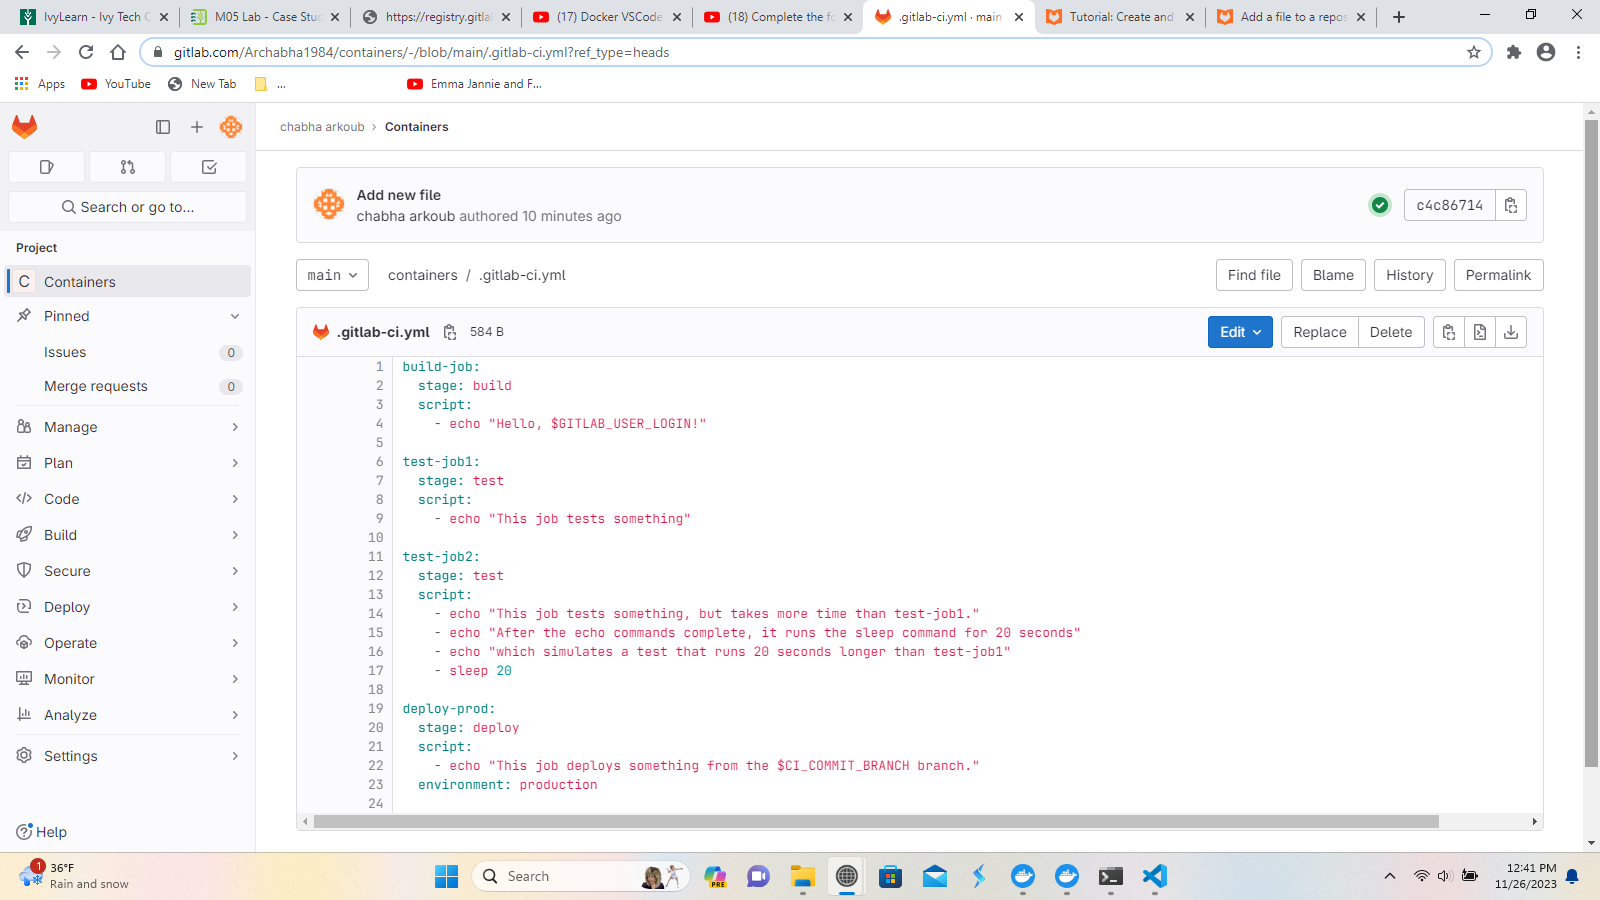 IvyLearn - Ivy Tech C
M05 Lab - Case Stud
https://registry.gitlab
(17) Docker VSCode
(18) Complete the fo
.gitlab-ci.yml · main
Tutorial: Create and
Add a file to a repos
gitlab.com/Archabha1984/containers/-/blob/main/.gitlab-ci.yml?ref_type=heads
Apps
YouTube
New Tab
...
Emma Jannie and F...
chabha arkoub › Containers
Search or go to...
Project
C Containers
Pinned
Issues 0
Merge requests 0
Manage
Plan
Code
Build
Secure
Deploy
Operate
Monitor
Analyze
Settings
Help
Add new file
chabha arkoub authored 10 minutes ago
c4c86714
main
containers / .gitlab-ci.yml
Find file
Blame
History
Permalink
.gitlab-ci.yml 584 B
Edit
Replace
Delete
1 build-job:
2   stage: build
3   script:
4     - echo "Hello, $GITLAB_USER_LOGIN!"
5
6 test-job1:
7   stage: test
8   script:
9     - echo "This job tests something"
10
11 test-job2:
12   stage: test
13   script:
14     - echo "This job tests something, but takes more time than test-job1."
15     - echo "After the echo commands complete, it runs the sleep command for 20 seconds"
16     - echo "which simulates a test that runs 20 seconds longer than test-job1"
17     - sleep 20
18
19 deploy-prod:
20   stage: deploy
21   script:
22     - echo "This job deploys something from the $CI_COMMIT_BRANCH branch."
23   environment: production
24
1
36°F
Rain and snow
Search
PRE
12:41 PM
11/26/2023